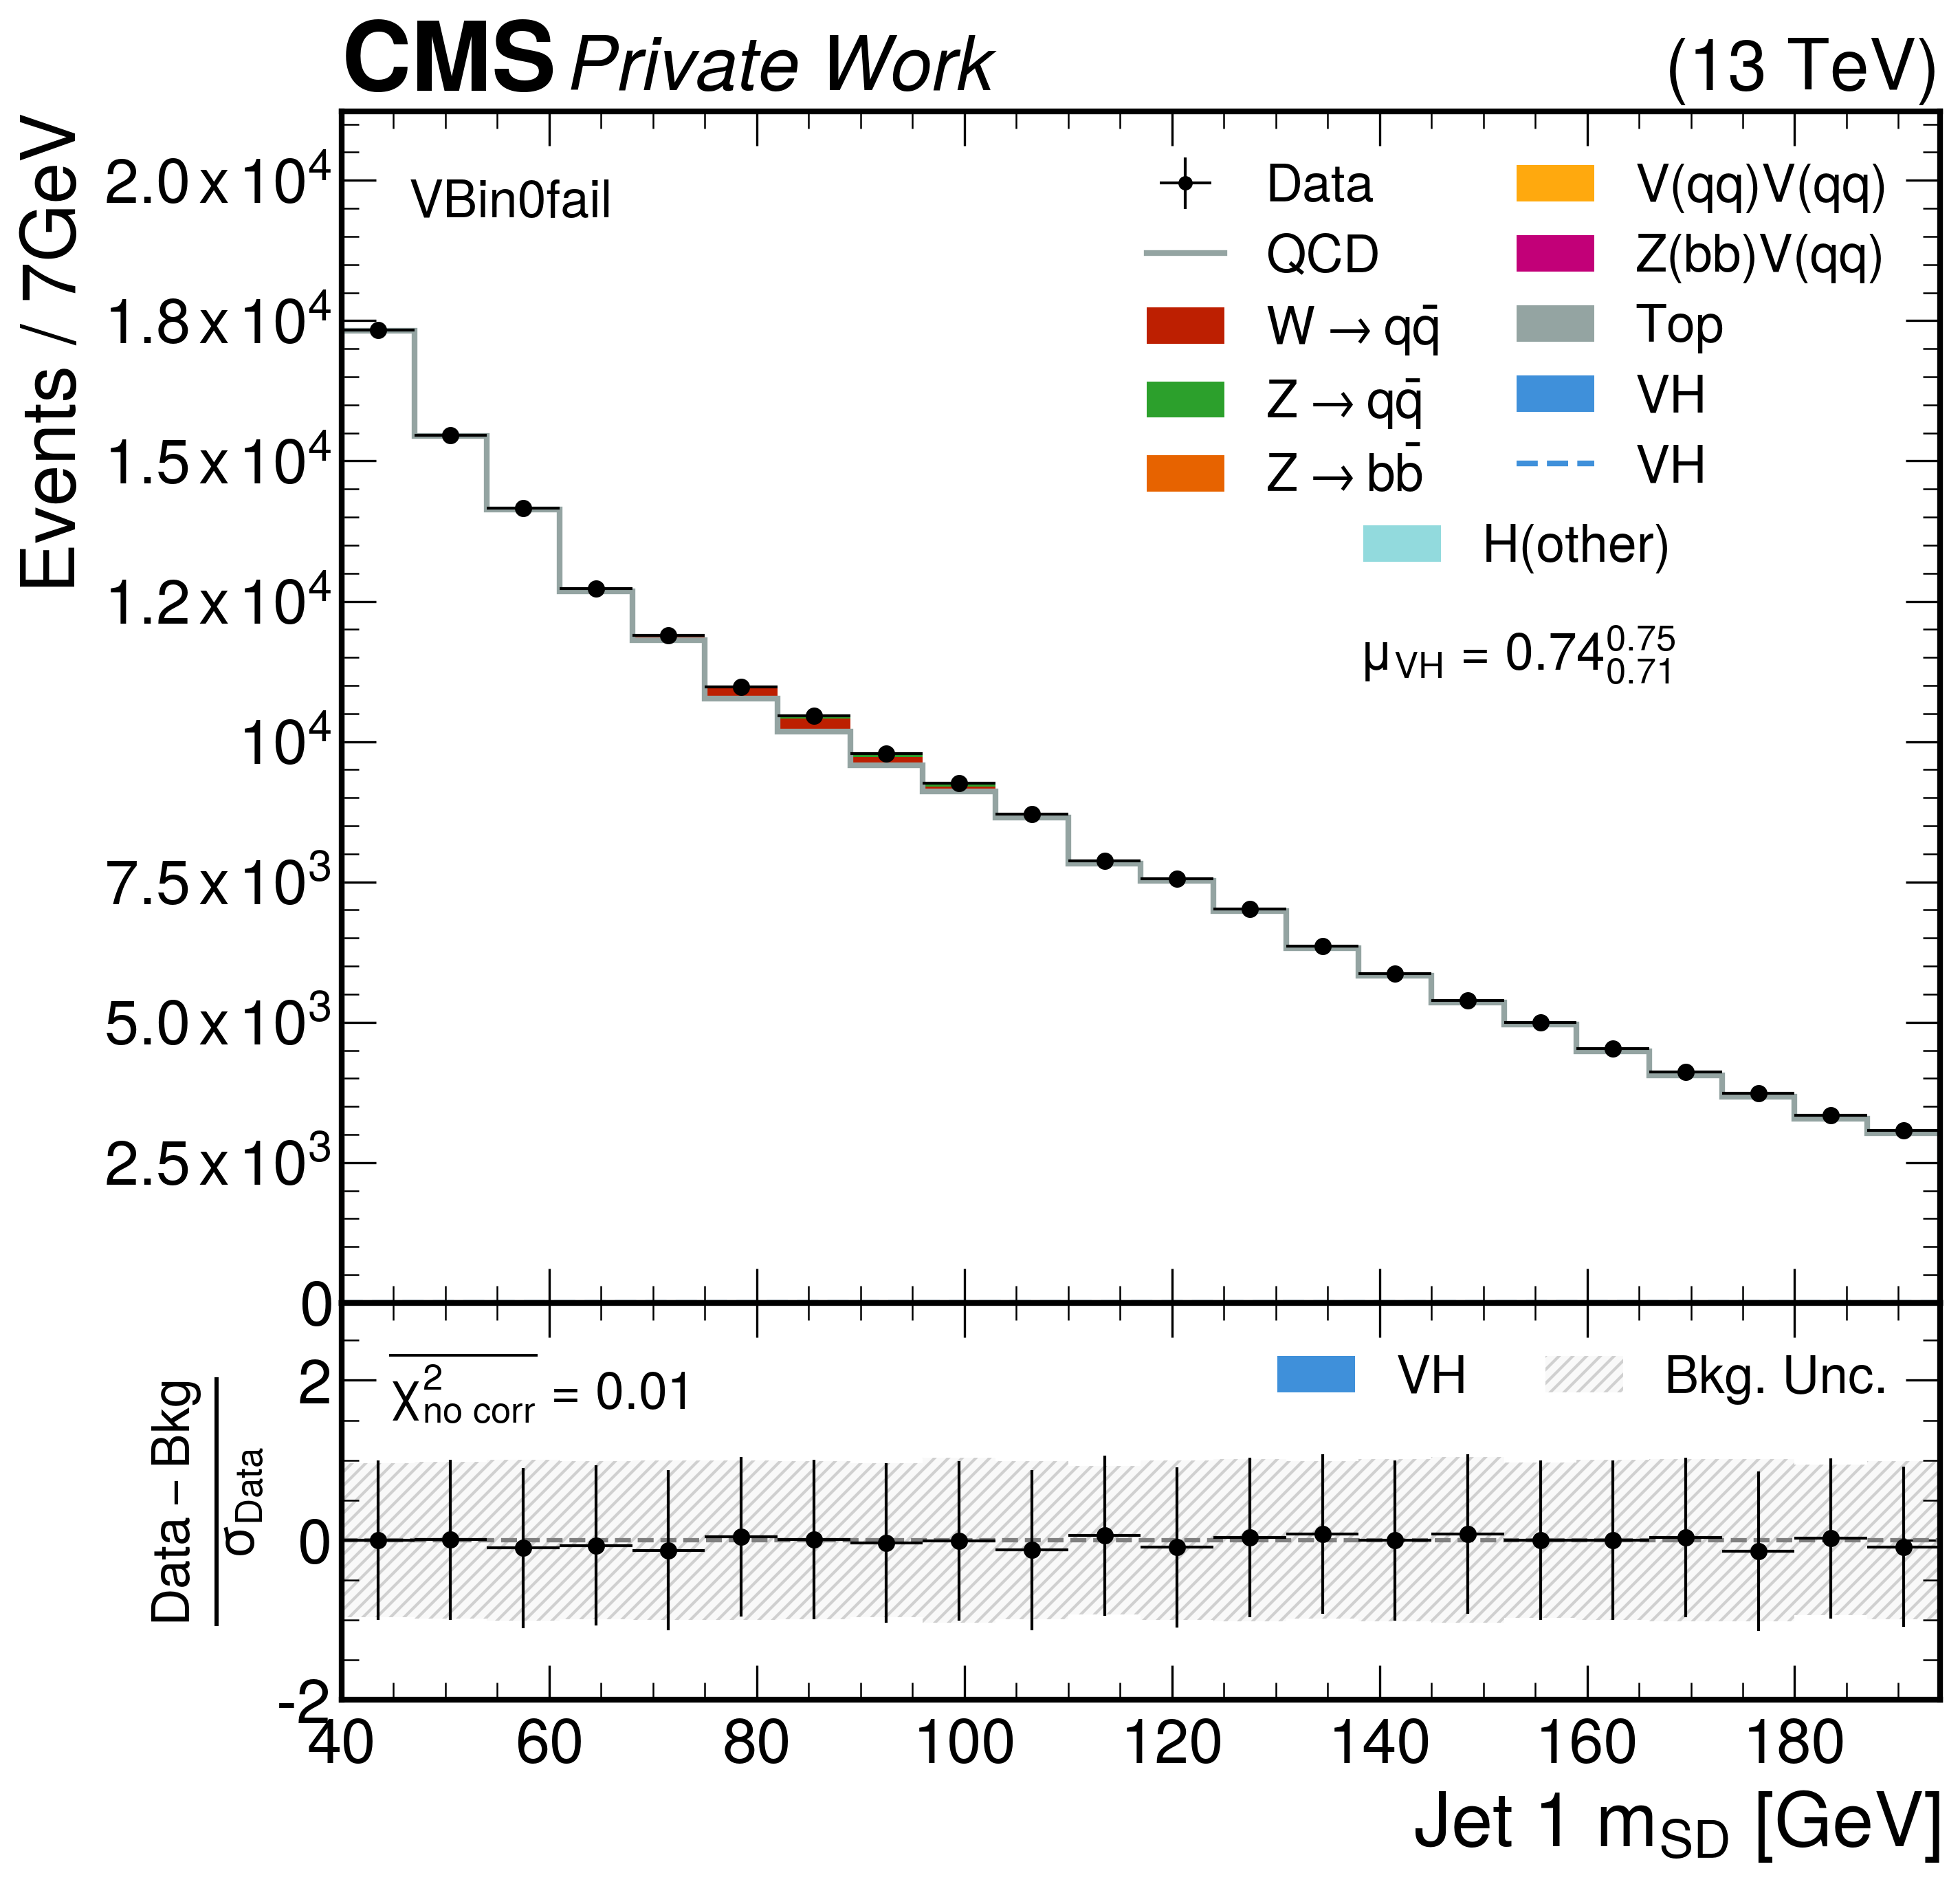 CMS Private Work (13 TeV)
Events / 7GeV
2.0 x 10⁴
1.8 x 10⁴
1.5 x 10⁴
1.2 x 10⁴
10⁴
7.5 x 10³
5.0 x 10³
2.5 x 10³
0
VBin0fail
Data
QCD
W → qq̄
Z → qq̄
Z → bb̄
V(qq)V(qq)
Z(bb)V(qq)
Top
VH
VH
H(other)
μ_VH = 0.74^0.75_0.71
Data – Bkg
σ_Data
2
0
-2
χ²_no corr = 0.01
VH
Bkg. Unc.
40 60 80 100 120 140 160 180
Jet 1 m_SD [GeV]